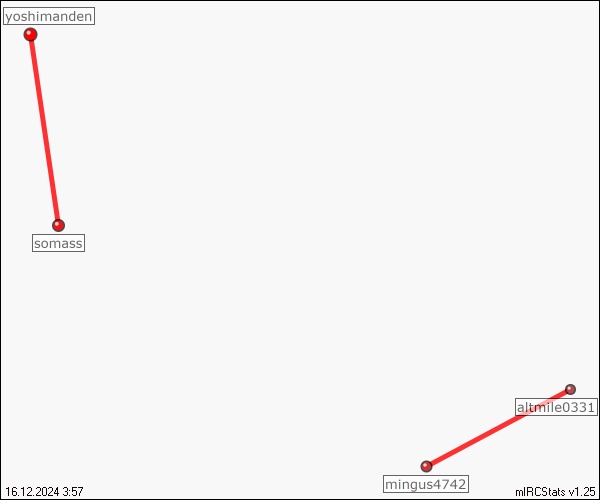 yoshimanden
somass
altmile0331
mingus4742
16.12.2024 3:57
mIRCStats v1.25